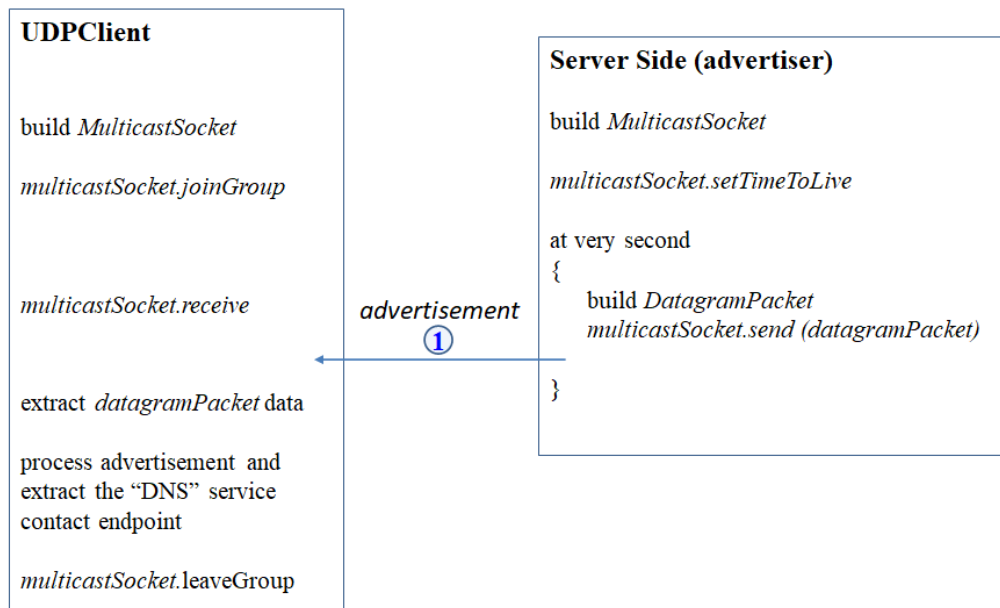 UDPClient
build MulticastSocket
multicastSocket.joinGroup
multicastSocket.receive
extract datagramPacket data
process advertisement and
extract the “DNS” service
contact endpoint
multicastSocket.leaveGroup
advertisement
1
Server Side (advertiser)
build MulticastSocket
multicastSocket.setTimeToLive
at very second
{
build DatagramPacket
multicastSocket.send (datagramPacket)
}